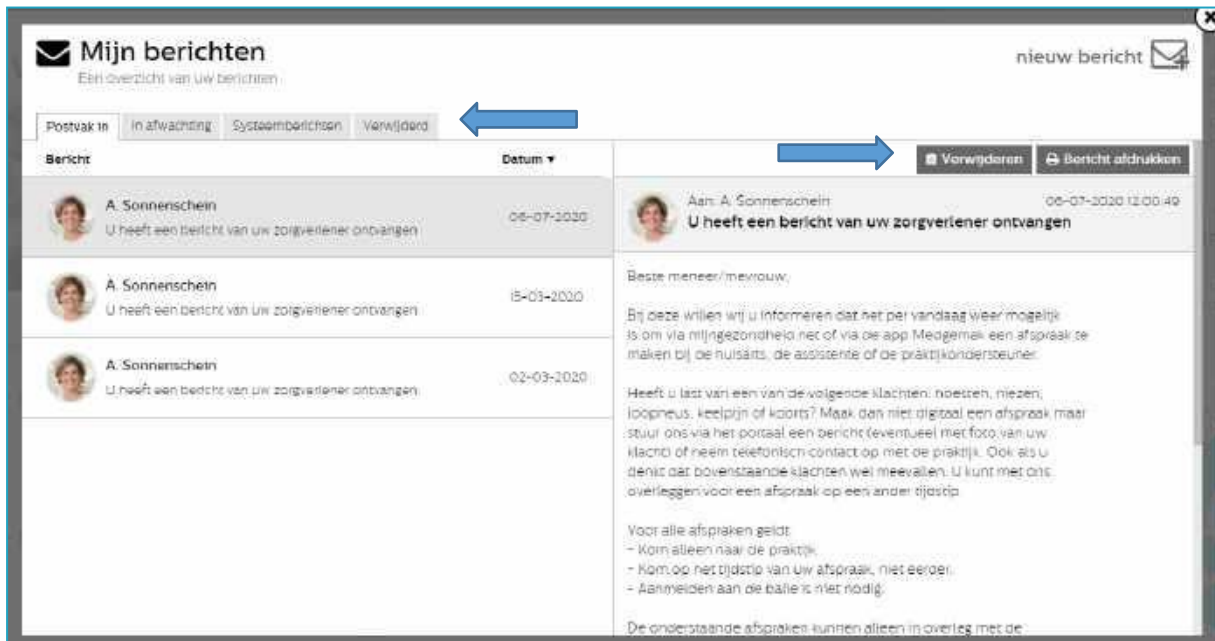 Mijn berichten
Een overzicht van uw berichten
nieuw bericht
Postvak in In afwachting Systeemberichten Verwijderd
Bericht Datum ▼
Verwijderen Bericht afdrukken
A. Sonnenschein
U heeft een bericht van uw zorgverlener ontvangen
06-07-2020
A. Sonnenschein
U heeft een bericht van uw zorgverlener ontvangen
15-03-2020
A. Sonnenschein
U heeft een bericht van uw zorgverlener ontvangen
02-03-2020
Aan: A. Sonnenschein 06-07-2020 12:00:49
U heeft een bericht van uw zorgverlener ontvangen
Beste meneer/mevrouw,
Bij deze willen wij u informeren dat het per vandaag weer mogelijk
is om via mijngezondheid.net of via de app Medgemak een afspraak te
maken bij de huisarts, de assistente of de praktijkondersteuner.
Heeft u last van een van de volgende klachten: hoesten, niezen,
loopneus, keelpijn of koorts? Maak dan niet digitaal een afspraak maar
stuur ons via het portaal een bericht (eventueel met foto van uw
klacht) of neem telefonisch contact op met de praktijk. Ook als u
denkt dat bovenstaande klachten wel meevallen. U kunt met ons
overleggen voor een afspraak op een ander tijdstip.
Voor alle afspraken geldt:
- Kom alleen naar de praktijk.
- Kom op het tijdstip van uw afspraak, niet eerder.
- Aanmelden aan de balie is niet nodig.
De onderstaande afspraken kunnen alleen in overleg met de